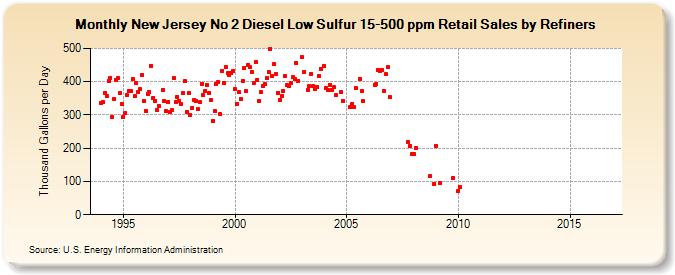 Monthly New Jersey No 2 Diesel Low Sulfur 15-500 ppm Retail Sales by Refiners
Thousand Gallons per Day
500
400
300
200
100
0
1995 2000 2005 2010 2015
Source: U.S. Energy Information Administration